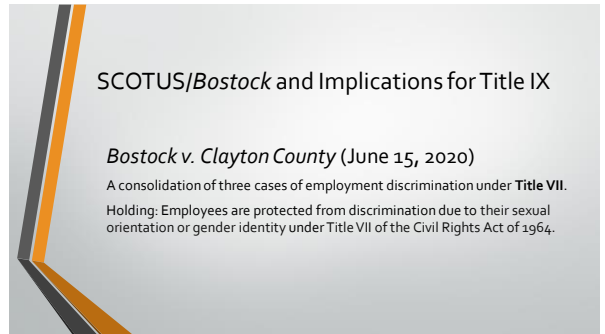 SCOTUS/Bostock and Implications for Title IX
Bostock v. Clayton County (June 15, 2020)
A consolidation of three cases of employment discrimination under Title VII.
Holding: Employees are protected from discrimination due to their sexual
orientation or gender identity under Title VII of the Civil Rights Act of 1964.